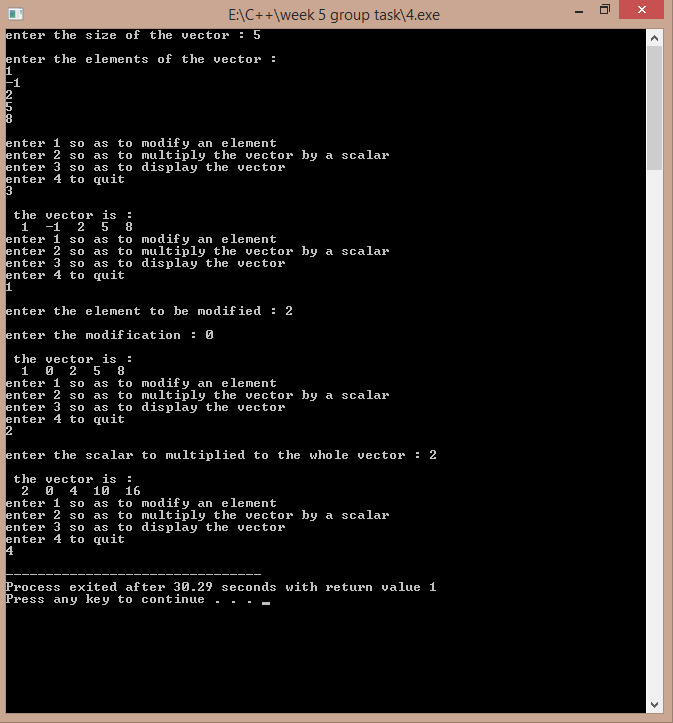 E:\C++\week 5 group task\4.exe
enter the size of the vector : 5
enter the elements of the vector :
1
-1
2
5
8
enter 1 so as to modify an element
enter 2 so as to multiply the vector by a scalar
enter 3 so as to display the vector
enter 4 to quit
3
the vector is :
1 -1 2 5 8
enter 1 so as to modify an element
enter 2 so as to multiply the vector by a scalar
enter 3 so as to display the vector
enter 4 to quit
1
enter the element to be modified : 2
enter the modification : 0
the vector is :
1 0 2 5 8
enter 1 so as to modify an element
enter 2 so as to multiply the vector by a scalar
enter 3 so as to display the vector
enter 4 to quit
2
enter the scalar to multiplied to the whole vector : 2
the vector is :
2 0 4 10 16
enter 1 so as to modify an element
enter 2 so as to multiply the vector by a scalar
enter 3 so as to display the vector
enter 4 to quit
4
--------------------------------
Process exited after 30.29 seconds with return value 1
Press any key to continue . . . _